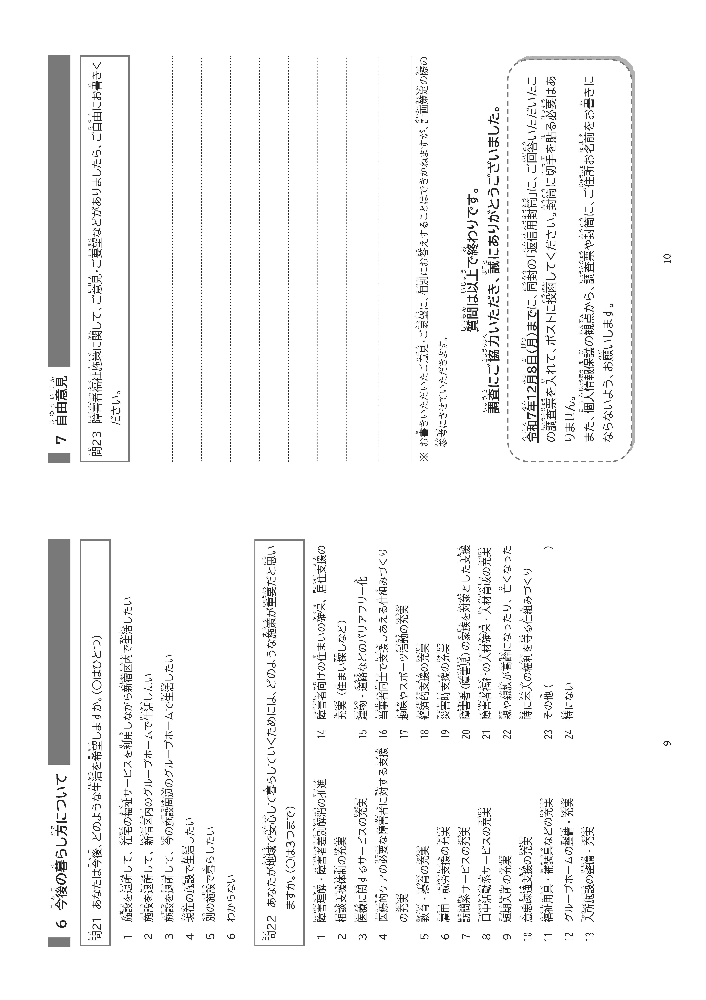 6　今後の暮らし方について
問21　あなたは今後、どのような生活を希望しますか。（〇はひとつ）
1　施設を退所して、在宅の福祉サービスを利用しながら新宿区内で生活したい
2　施設を退所して、新宿区内のグループホームで生活したい
3　施設を退所して、今の施設周辺のグループホームで生活したい
4　現在の施設で生活したい
5　別の施設で暮らしたい
6　わからない
問22　あなたが地域で安心して暮らしていくためには、どのような施策が重要だと思い
ますか。（〇は3つまで）
1　障害理解・障害者差別解消の推進
2　相談支援体制の充実
3　医療に関するサービスの充実
4　医療的ケアの必要な障害者に対する支援
の充実
5　教育・療育の充実
6　雇用・就労支援の充実
7　訪問系サービスの充実
8　日中活動系サービスの充実
9　短期入所の充実
10　意思疎通支援の充実
11　福祉用具・補装具などの充実
12　グループホームの整備・充実
13　入所施設の整備・充実
14　障害者向けの住まいの確保、居住支援の
充実（住まい探しなど）
15　建物・道路などのバリアフリー化
16　当事者同士で支援しあえる仕組みづくり
17　趣味やスポーツ活動の充実
18　経済的支援の充実
19　災害時支援の充実
20　障害者（障害児）の家族を対象とした支援
21　障害者福祉の人材確保・人材育成の充実
22　親や親族が高齢になったり、亡くなった
時に本人の権利を守る仕組みづくり
23　その他（　　　　　　　　　　　　）
24　特にない
9
7　自由意見
問23　障害者福祉施策に関して、ご意見・ご要望などがありましたら、ご自由にお書きく
ださい。
※ お書きいただいたご意見・ご要望に、個別にお答えすることはできかねますが、計画策定の際の
参考にさせていただきます。
質問は以上で終わりです。
調査にご協力いただき、誠にありがとうございました。
令和7年12月8日（月）までに、同封の「返信用封筒」に、ご回答いただいたこ
の調査票を入れて、ポストに投函してください。封筒に切手を貼る必要はあ
りません。
また、個人情報保護の観点から、調査票や封筒に、ご住所お名前をお書きに
ならないよう、お願いします。
10